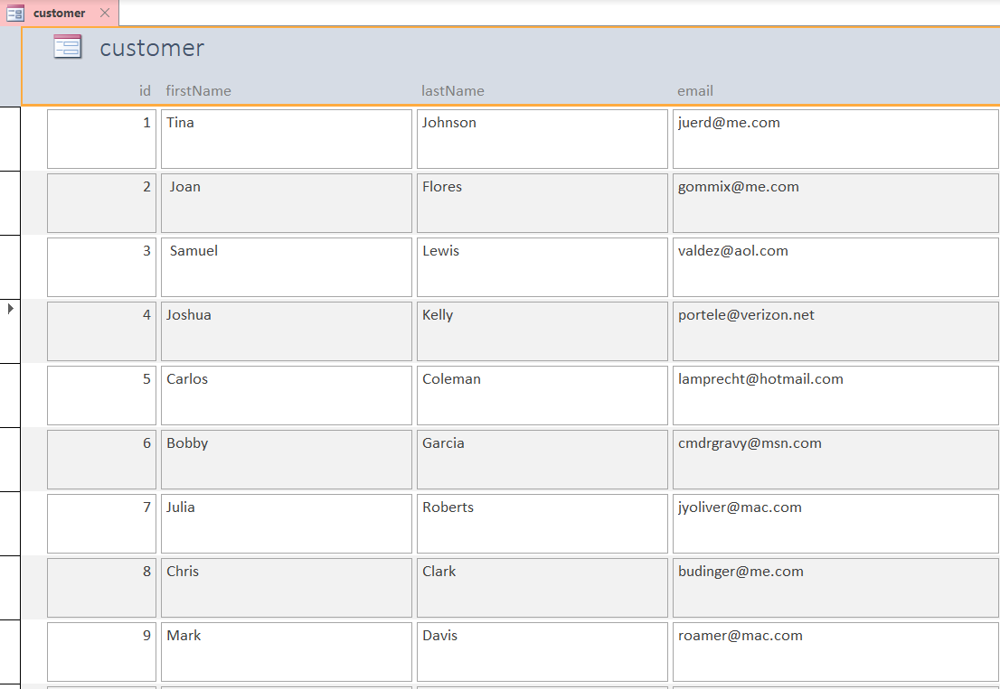 customer
customer
id firstName lastName email
1 Tina Johnson juerd@me.com
2 Joan Flores gommix@me.com
3 Samuel Lewis valdez@aol.com
4 Joshua Kelly portele@verizon.net
5 Carlos Coleman lamprecht@hotmail.com
6 Bobby Garcia cmdrgravy@msn.com
7 Julia Roberts jyoliver@mac.com
8 Chris Clark budinger@me.com
9 Mark Davis roamer@mac.com